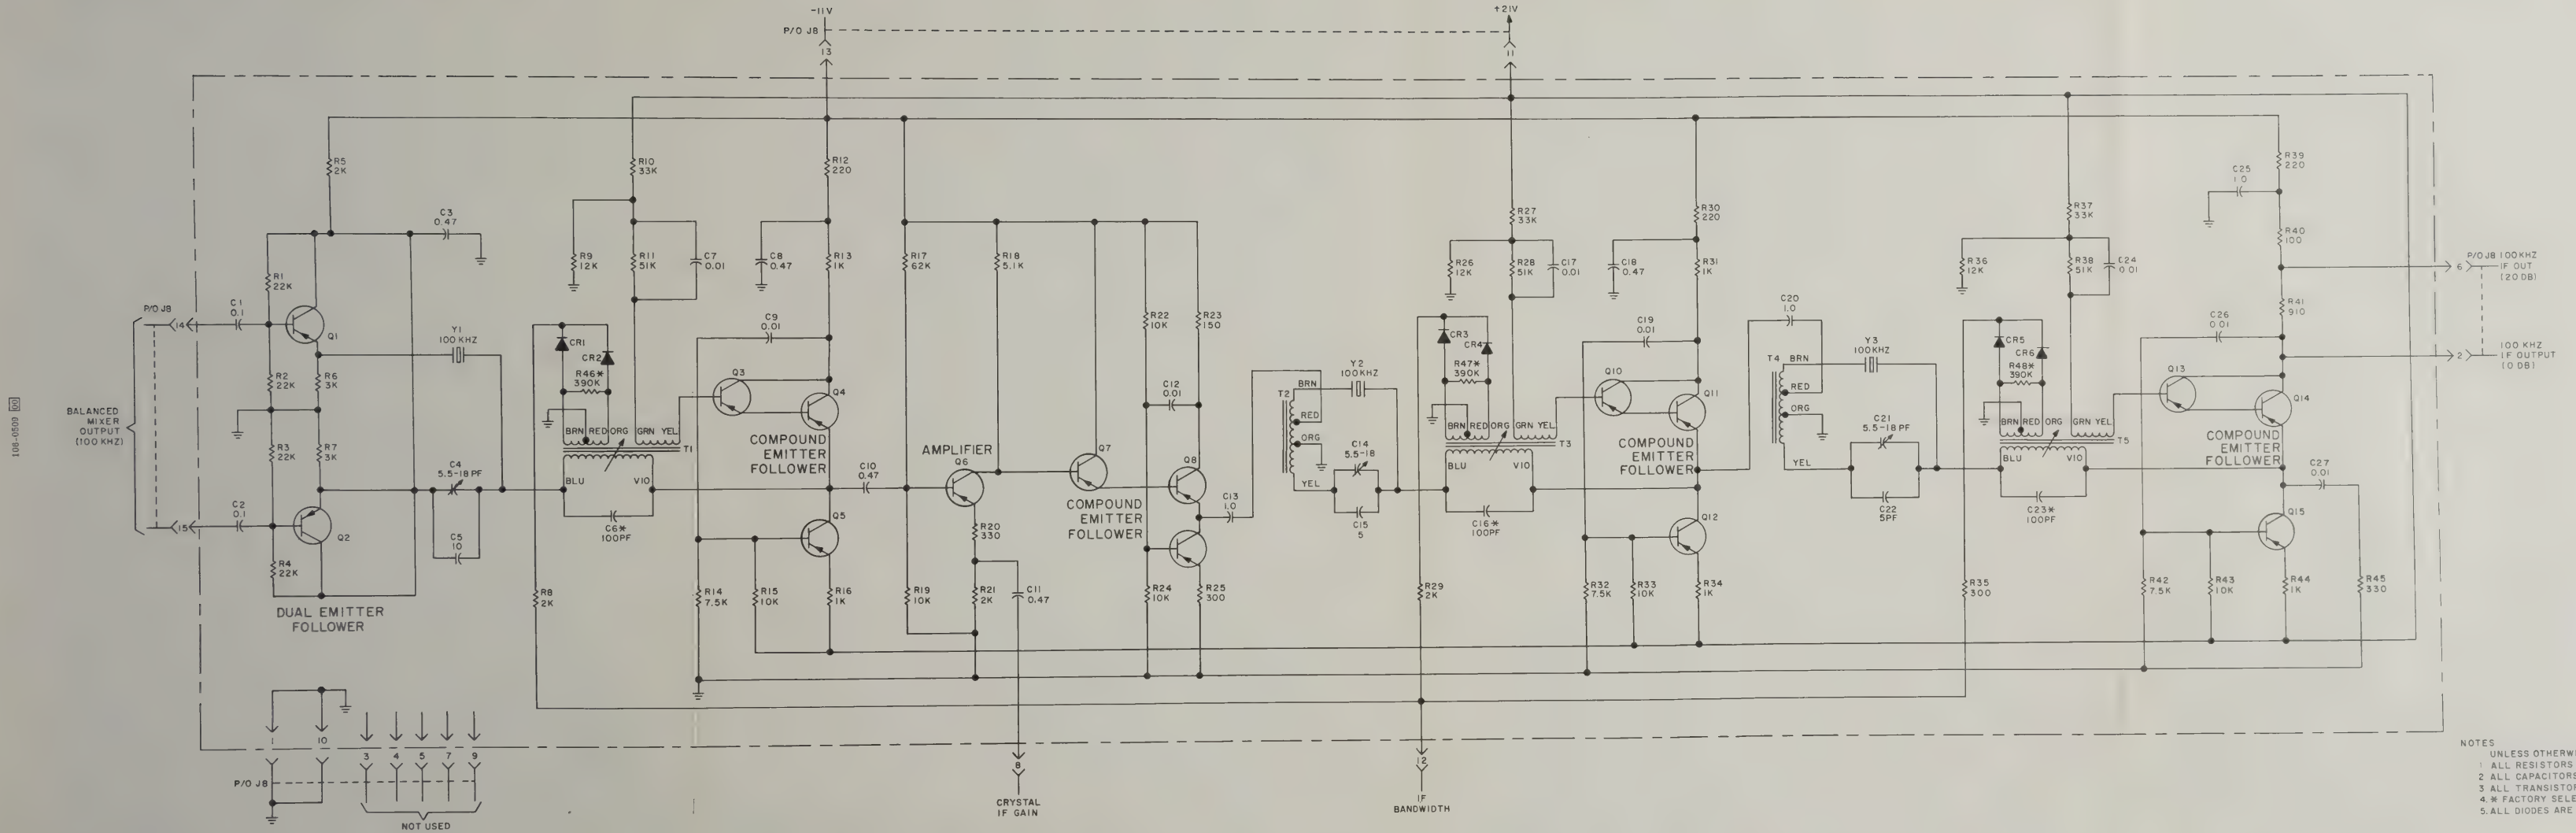 -11V
+21V
P/O J8
13
11
R5
2K
R10
33K
R12
220
R39
220
C25
1.0
C3
0.47
R27
33K
R30
220
R37
33K
R40
100
R1
22K
R9
12K
R11
51K
C7
0.01
C8
0.47
R13
1K
R17
62K
R18
5.1K
R26
12K
R28
51K
C17
0.01
C18
0.47
R31
1K
R36
12K
R38
51K
C24
0.01
6
P/O J8 100KHZ
IF OUT
(20 DB)
P/O J8
14
C1
0.1
Q1
Y1
100 KHZ
CR1
CR2
R46*
390K
C9
0.01
R22
10K
R23
150
CR3
CR4
R47*
390K
C19
0.01
C20
1.0
Y3
100KHZ
CR5
CR6
R48*
390K
C26
0.01
R41
910
2
100 KHZ
IF OUTPUT
(0 DB)
R2
22K
R6
3K
Q3
Q4
C12
0.01
Y2
100KHZ
T2
BRN
RED
ORG
YEL
Q10
Q11
T4
BRN
RED
ORG
YEL
Q13
Q14
BALANCED
MIXER
OUTPUT
(100 KHZ)
R3
22K
R7
3K
C4
5.5-18 PF
BRN RED ORG GRN YEL
T1
BLU
VIO
COMPOUND
EMITTER
FOLLOWER
AMPLIFIER
Q6
Q7
Q8
C14
5.5-18
BRN RED ORG GRN YEL
T3
BLU
VIO
COMPOUND
EMITTER
FOLLOWER
C21
5.5-18 PF
BRN RED ORG GRN YEL
T5
BLU
VIO
COMPOUND
EMITTER
FOLLOWER
108-0509 00
15
C2
0.1
Q2
C5
10
C6*
100PF
Q5
C10
0.47
R20
330
COMPOUND
EMITTER
FOLLOWER
C13
1.0
C15
5
C16*
100PF
Q12
C22
5PF
C23*
100PF
C27
0.01
Q15
R4
22K
DUAL EMITTER
FOLLOWER
R8
2K
R14
7.5K
R15
10K
R16
1K
R19
10K
R21
2K
C11
0.47
R24
10K
R25
300
R29
2K
R32
7.5K
R33
10K
R34
1K
R35
300
R42
7.5K
R43
10K
R44
1K
R45
330
1
10
3
4
5
7
9
P/O J8
NOT USED
8
CRYSTAL
IF GAIN
12
IF
BANDWIDTH
NOTES
UNLESS OTHERWI
1 ALL RESISTORS
2 ALL CAPACITORS
3 ALL TRANSISTOR
4.* FACTORY SELE
5. ALL DIODES ARE